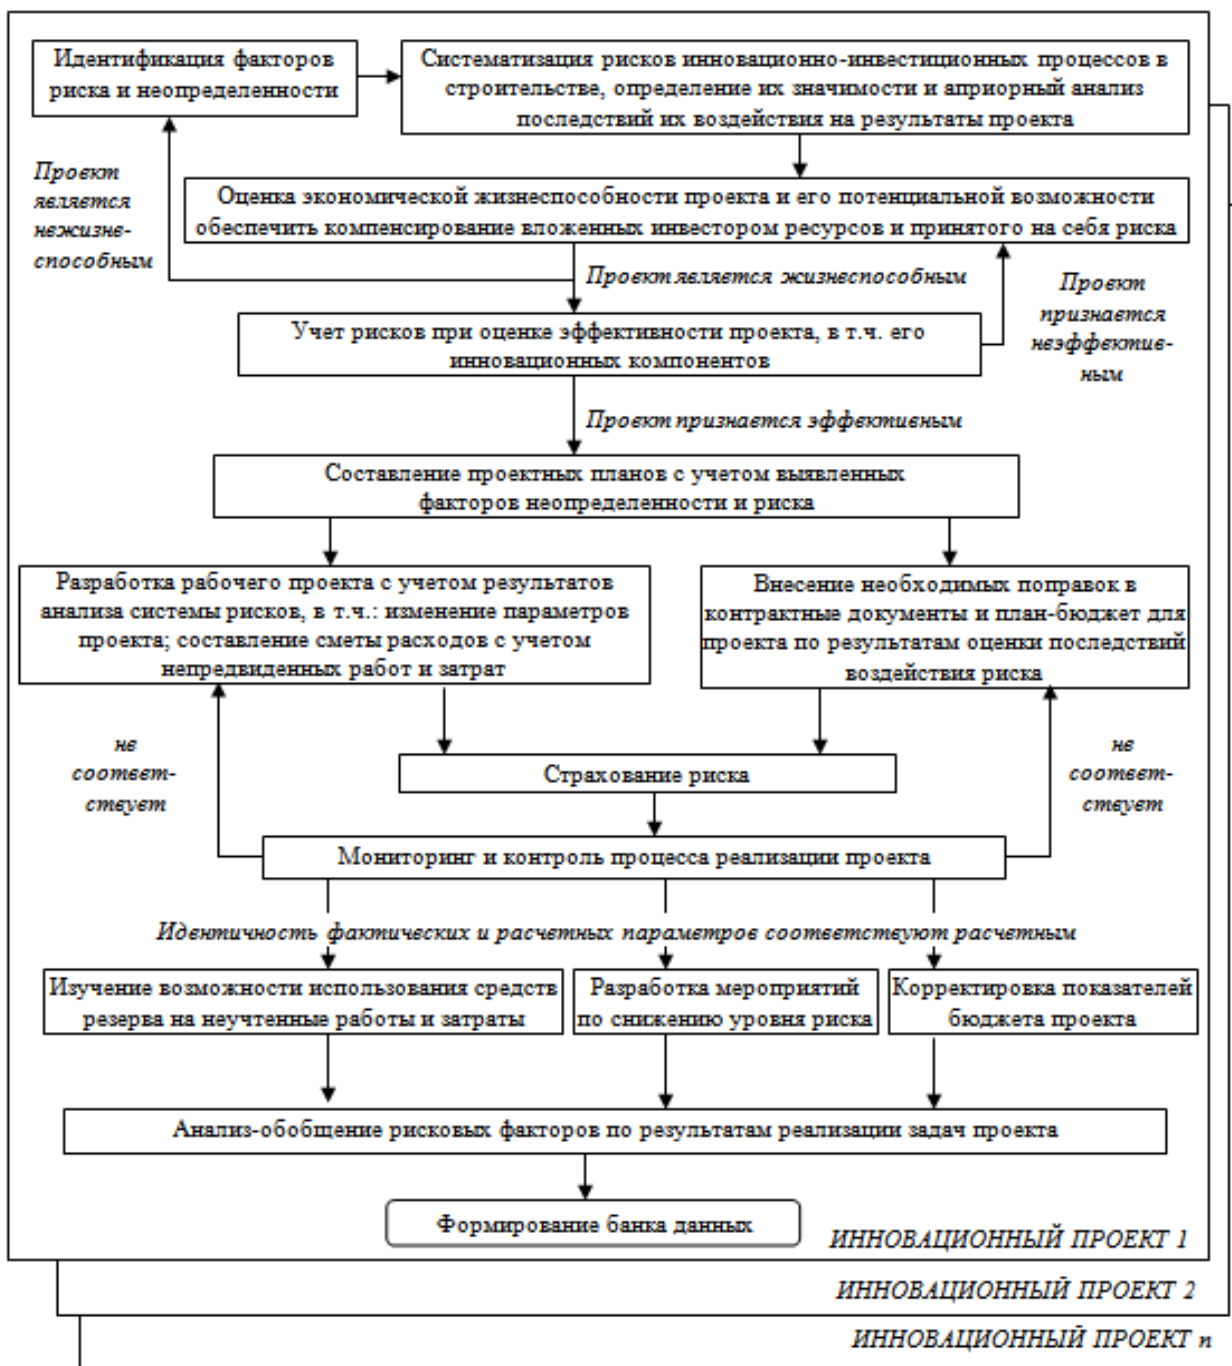 Идентификация факторов
риска и неопределенности
Систематизация рисков инновационно-инвестиционных процессов в
строительстве, определение их значимости и априорный анализ
последствий их воздействия на результаты проекта
Проект
является
нежизне-
способным
Оценка экономической жизнеспособности проекта и его потенциальной возможности
обеспечить компенсирование вложенных инвестором ресурсов и принятого на себя риска
Проект является жизнеспособным
Проект
признается
неэффектив-
ным
Учет рисков при оценке эффективности проекта, в т.ч. его
инновационных компонентов
Проект признается эффективным
Составление проектных планов с учетом выявленных
факторов неопределенности и риска
Разработка рабочего проекта с учетом результатов
анализа системы рисков, в т.ч.: изменение параметров
проекта; составление сметы расходов с учетом
непредвиденных работ и затрат
Внесение необходимых поправок в
контрактные документы и план-бюджет для
проекта по результатам оценки последствий
воздействия риска
не
соответ-
ствует
Страхование риска
не
соответ-
ствует
Мониторинг и контроль процесса реализации проекта
Идентичность фактических и расчетных параметров соответствуют расчетным
Изучение возможности использования средств
резерва на неучтенные работы и затраты
Разработка мероприятий
по снижению уровня риска
Корректировка показателей
бюджета проекта
Анализ-обобщение рисковых факторов по результатам реализации задач проекта
Формирование банка данных
ИННОВАЦИОННЫЙ ПРОЕКТ 1
ИННОВАЦИОННЫЙ ПРОЕКТ 2
ИННОВАЦИОННЫЙ ПРОЕКТ n